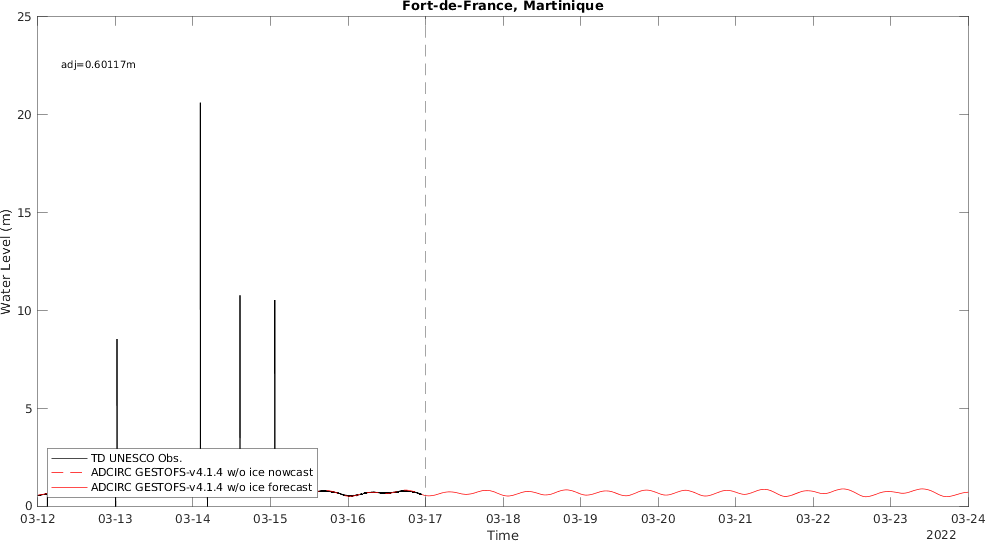 Fort-de-France, Martinique
25
adj=0.60117m
20
15
Water Level (m)
10
5
TD UNESCO Obs.
ADCIRC GESTOFS-v4.1.4 w/o ice nowcast
ADCIRC GESTOFS-v4.1.4 w/o ice forecast
0
03-12 03-13 03-14 03-15 03-16 03-17 03-18 03-19 03-20 03-21 03-22 03-23 03-24
Time
2022